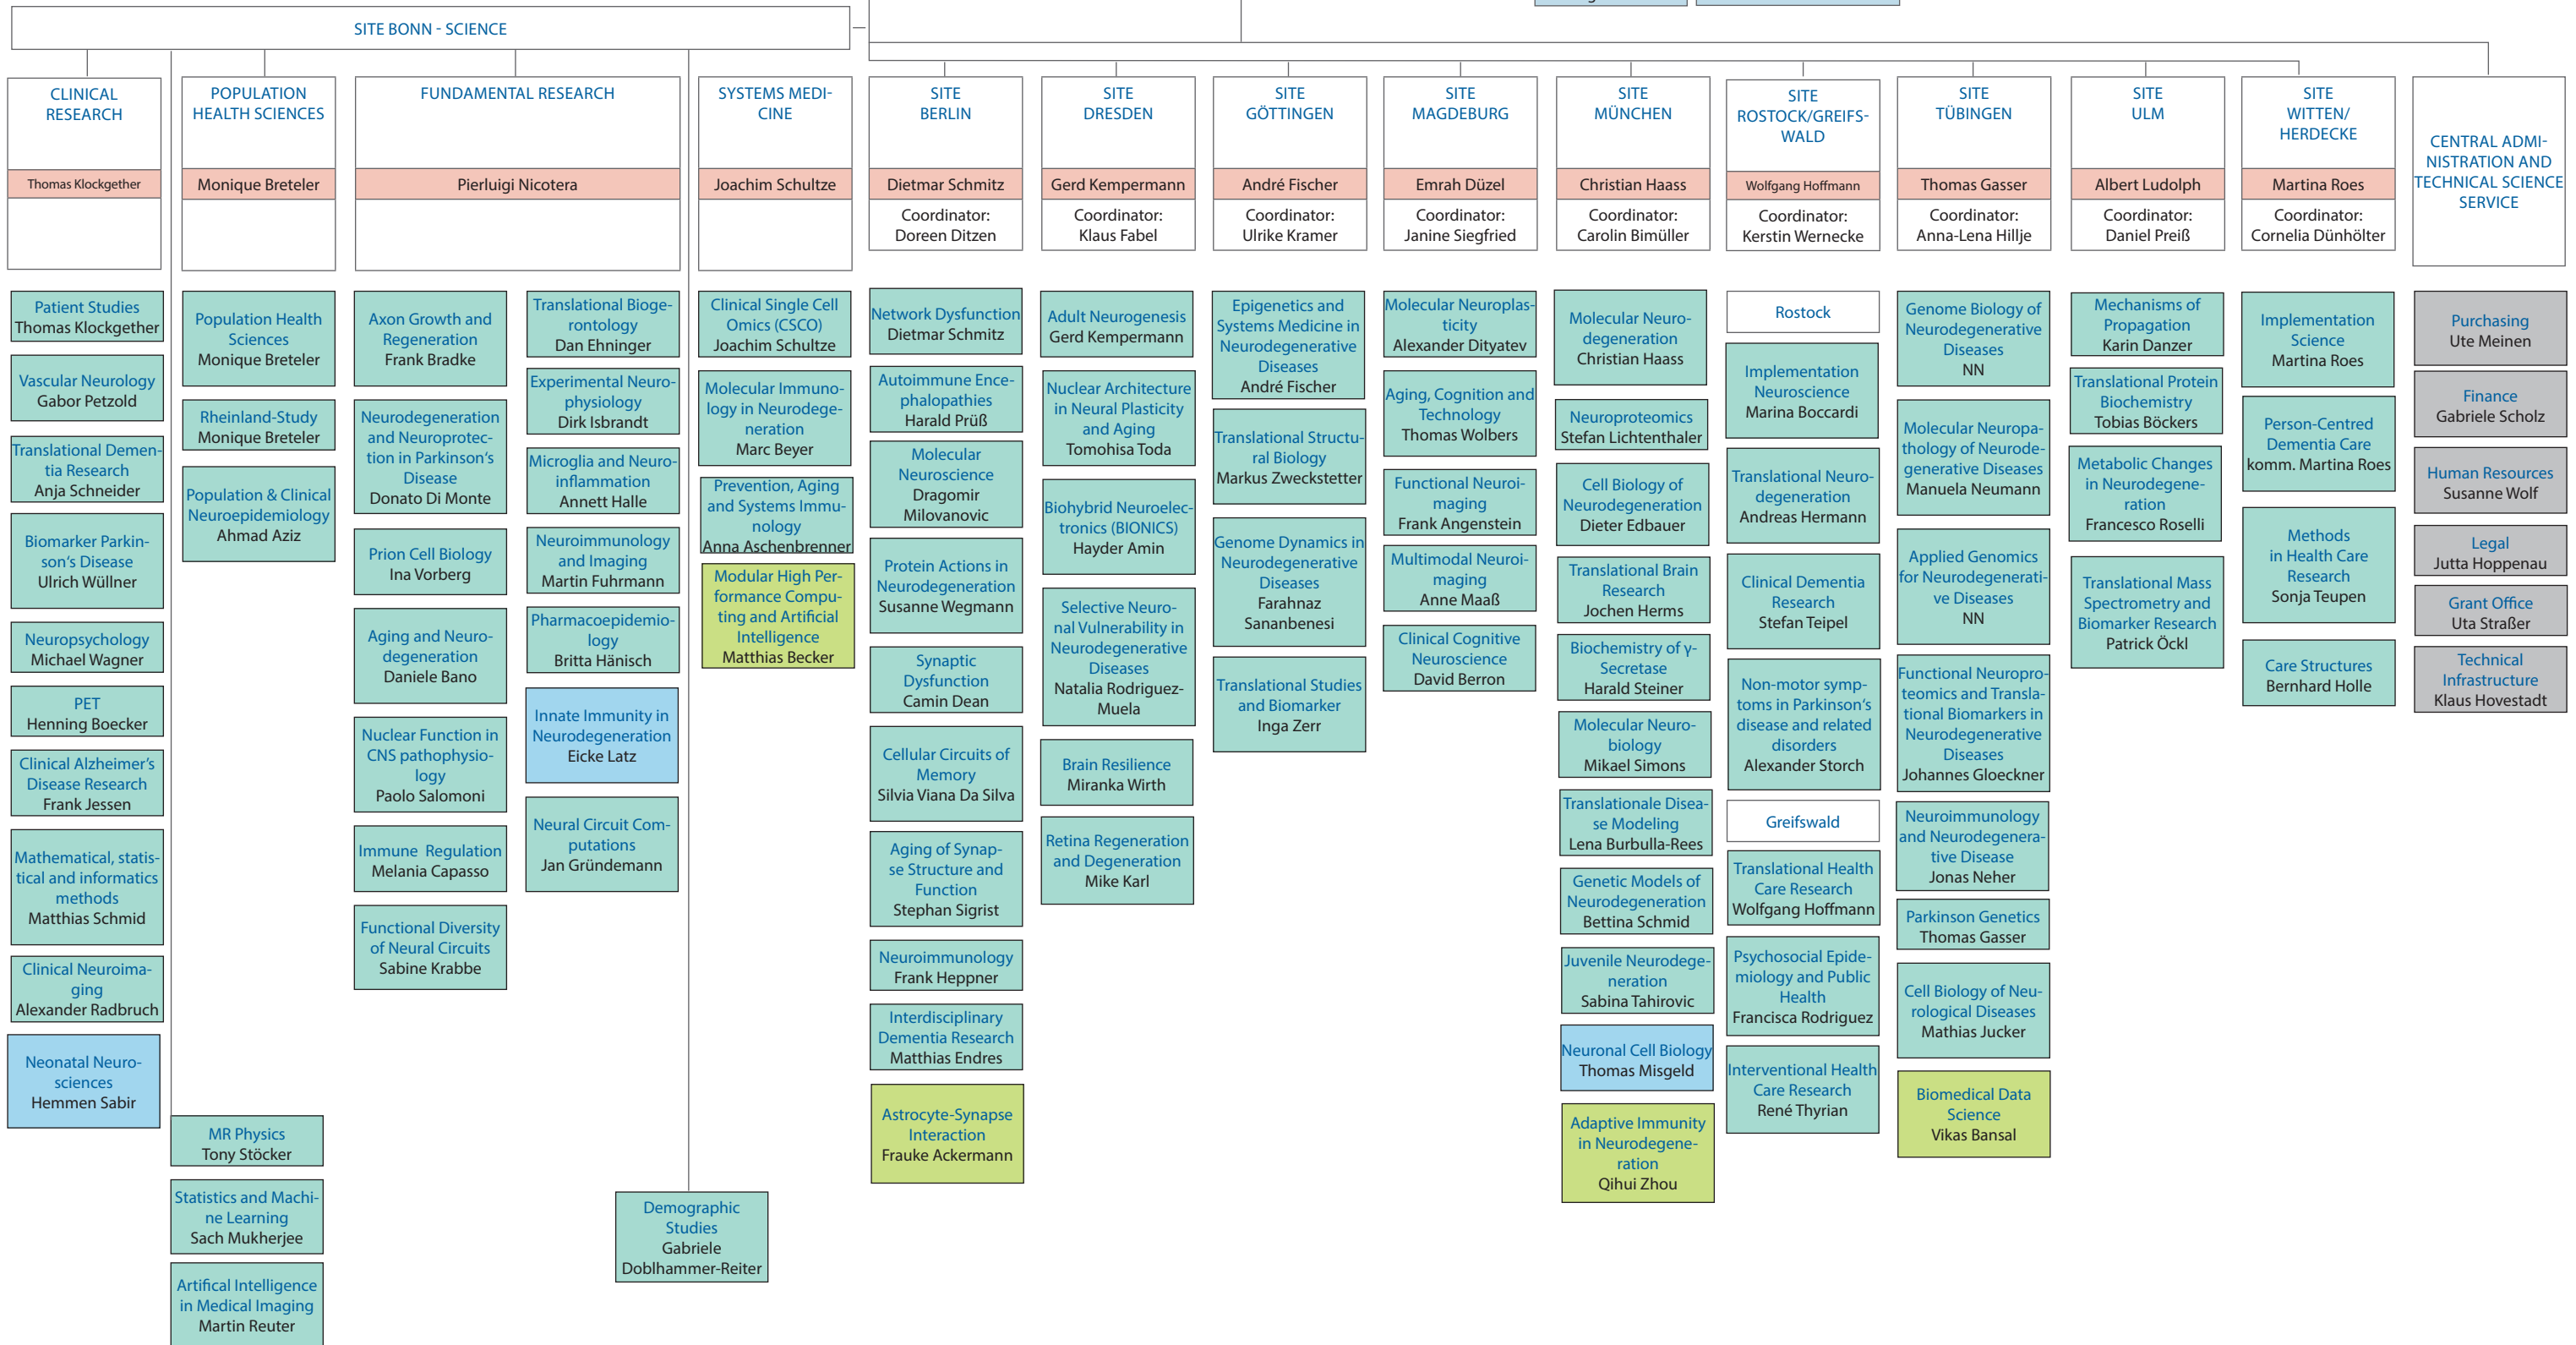 SITE BONN - SCIENCE
CLINICAL
RESEARCH
Thomas Klockgether
Patient Studies
Thomas Klockgether
Vascular Neurology
Gabor Petzold
Translational Demen-
tia Research
Anja Schneider
Biomarker Parkin-
son‘s Disease
Ulrich Wüllner
Neuropsychology
Michael Wagner
PET
Henning Boecker
Clinical Alzheimer’s
Disease Research
Frank Jessen
Mathematical, statis-
tical and informatics
methods
Matthias Schmid
Clinical Neuroima-
ging
Alexander Radbruch
Neonatal Neuro-
sciences
Hemmen Sabir
MR Physics
Tony Stöcker
Statistics and Machi-
ne Learning
Sach Mukherjee
Artifical Intelligence
in Medical Imaging
Martin Reuter
POPULATION
HEALTH SCIENCES
Monique Breteler
Population Health
Sciences
Monique Breteler
Rheinland-Study
Monique Breteler
Population & Clinical
Neuroepidemiology
Ahmad Aziz
FUNDAMENTAL RESEARCH
Pierluigi Nicotera
Axon Growth and
Regeneration
Frank Bradke
Neurodegeneration
and Neuroprotec-
tion in Parkinson‘s
Disease
Donato Di Monte
Prion Cell Biology
Ina Vorberg
Aging and Neuro-
degeneration
Daniele Bano
Nuclear Function in
CNS pathophysio-
logy
Paolo Salomoni
Immune Regulation
Melania Capasso
Functional Diversity
of Neural Circuits
Sabine Krabbe
Translational Bioge-
rontology
Dan Ehninger
Experimental Neuro-
physiology
Dirk Isbrandt
Microglia and Neuro-
inflammation
Annett Halle
Neuroimmunology
and Imaging
Martin Fuhrmann
Pharmacoepidemio-
logy
Britta Hänisch
Innate Immunity in
Neurodegeneration
Eicke Latz
Neural Circuit Com-
putations
Jan Gründemann
Demographic
Studies
Gabriele
Doblhammer-Reiter
SYSTEMS MEDI-
CINE
Joachim Schultze
Clinical Single Cell
Omics (CSCO)
Joachim Schultze
Molecular Immuno-
logy in Neurodege-
neration
Marc Beyer
Prevention, Aging
and Systems Immu-
nology
Anna Aschenbrenner
Modular High Per-
formance Compu-
ting and Artificial
Intelligence
Matthias Becker
SITE
BERLIN
Dietmar Schmitz
Coordinator:
Doreen Ditzen
Network Dysfunction
Dietmar Schmitz
Autoimmune Ence-
phalopathies
Harald Prüß
Molecular
Neuroscience
Dragomir
Milovanovic
Protein Actions in
Neurodegeneration
Susanne Wegmann
Synaptic
Dysfunction
Camin Dean
Cellular Circuits of
Memory
Silvia Viana Da Silva
Aging of Synap-
se Structure and
Function
Stephan Sigrist
Neuroimmunology
Frank Heppner
Interdisciplinary
Dementia Research
Matthias Endres
Astrocyte-Synapse
Interaction
Frauke Ackermann
SITE
DRESDEN
Gerd Kempermann
Coordinator:
Klaus Fabel
Adult Neurogenesis
Gerd Kempermann
Nuclear Architecture
in Neural Plasticity
and Aging
Tomohisa Toda
Biohybrid Neuroelec-
tronics (BIONICS)
Hayder Amin
Selective Neuro-
nal Vulnerability in
Neurodegenerative
Diseases
Natalia Rodriguez-
Muela
Brain Resilience
Miranka Wirth
Retina Regeneration
and Degeneration
Mike Karl
SITE
GÖTTINGEN
André Fischer
Coordinator:
Ulrike Kramer
Epigenetics and
Systems Medicine in
Neurodegenerative
Diseases
André Fischer
Translational Structu-
ral Biology
Markus Zweckstetter
Genome Dynamics in
Neurodegenerative
Diseases
Farahnaz
Sananbenesi
Translational Studies
and Biomarker
Inga Zerr
SITE
MAGDEBURG
Emrah Düzel
Coordinator:
Janine Siegfried
Molecular Neuroplas-
ticity
Alexander Dityatev
Aging, Cognition and
Technology
Thomas Wolbers
Functional Neuroi-
maging
Frank Angenstein
Multimodal Neuroi-
maging
Anne Maaß
Clinical Cognitive
Neuroscience
David Berron
SITE
MÜNCHEN
Christian Haass
Coordinator:
Carolin Bimüller
Molecular Neuro-
degeneration
Christian Haass
Neuroproteomics
Stefan Lichtenthaler
Cell Biology of
Neurodegeneration
Dieter Edbauer
Translational Brain
Research
Jochen Herms
Biochemistry of γ-
Secretase
Harald Steiner
Molecular Neuro-
biology
Mikael Simons
Translationale Disea-
se Modeling
Lena Burbulla-Rees
Genetic Models of
Neurodegeneration
Bettina Schmid
Juvenile Neurodege-
neration
Sabina Tahirovic
Neuronal Cell Biology
Thomas Misgeld
Adaptive Immunity
in Neurodegene-
ration
Qihui Zhou
SITE
ROSTOCK/GREIFS-
WALD
Wolfgang Hoffmann
Coordinator:
Kerstin Wernecke
Rostock
Implementation
Neuroscience
Marina Boccardi
Translational Neuro-
degeneration
Andreas Hermann
Clinical Dementia
Research
Stefan Teipel
Non-motor symp-
toms in Parkinson‘s
disease and related
disorders
Alexander Storch
Greifswald
Translational Health
Care Research
Wolfgang Hoffmann
Psychosocial Epide-
miology and Public
Health
Francisca Rodriguez
Interventional Health
Care Research
René Thyrian
SITE
TÜBINGEN
Thomas Gasser
Coordinator:
Anna-Lena Hillje
Genome Biology of
Neurodegenerative
Diseases
NN
Molecular Neuropa-
thology of Neurode-
generative Diseases
Manuela Neumann
Applied Genomics
for Neurodegenerati-
ve Diseases
NN
Functional Neuropro-
teomics and Transla-
tional Biomarkers in
Neurodegenerative
Diseases
Johannes Gloeckner
Neuroimmunology
and Neurodegenera-
tive Disease
Jonas Neher
Parkinson Genetics
Thomas Gasser
Cell Biology of Neu-
rological Diseases
Mathias Jucker
Biomedical Data
Science
Vikas Bansal
SITE
ULM
Albert Ludolph
Coordinator:
Daniel Preiß
Mechanisms of
Propagation
Karin Danzer
Translational Protein
Biochemistry
Tobias Böckers
Metabolic Changes
in Neurodegene-
ration
Francesco Roselli
Translational Mass
Spectrometry and
Biomarker Research
Patrick Öckl
SITE
WITTEN/
HERDECKE
Martina Roes
Coordinator:
Cornelia Dünhölter
Implementation
Science
Martina Roes
Person-Centred
Dementia Care
komm. Martina Roes
Methods
in Health Care
Research
Sonja Teupen
Care Structures
Bernhard Holle
CENTRAL ADMI-
NISTRATION AND
TECHNICAL SCIENCE
SERVICE
Purchasing
Ute Meinen
Finance
Gabriele Scholz
Human Resources
Susanne Wolf
Legal
Jutta Hoppenau
Grant Office
Uta Straßer
Technical
Infrastructure
Klaus Hovestadt